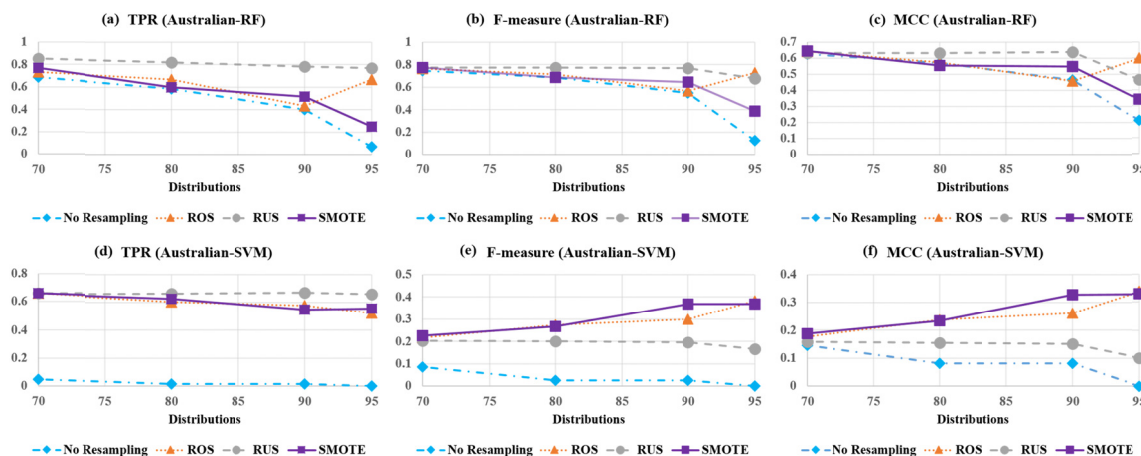 (a) TPR (Australian-RF)
1
0.8
0.6
0.4
0.2
0
70 75 80 85 90 95
Distributions
No Resampling ROS RUS SMOTE
(b) F-measure (Australian-RF)
1
0.8
0.6
0.4
0.2
0
70 75 80 85 90 95
Distributions
No Resampling ROS RUS SMOTE
(c) MCC (Australian-RF)
0.7
0.6
0.5
0.4
0.3
0.2
0.1
0
70 75 80 85 90 95
Distributions
No Resampling ROS RUS SMOTE
(d) TPR (Australian-SVM)
0.8
0.6
0.4
0.2
0
70 75 80 85 90 95
Distributions
No Resampling ROS RUS SMOTE
(e) F-measure (Australian-SVM)
0.5
0.4
0.3
0.2
0.1
0
70 75 80 85 90 95
Distributions
No Resampling ROS RUS SMOTE
(f) MCC (Australian-SVM)
0.4
0.3
0.2
0.1
0
70 75 80 85 90 95
Distributions
No Resampling ROS RUS SMOTE